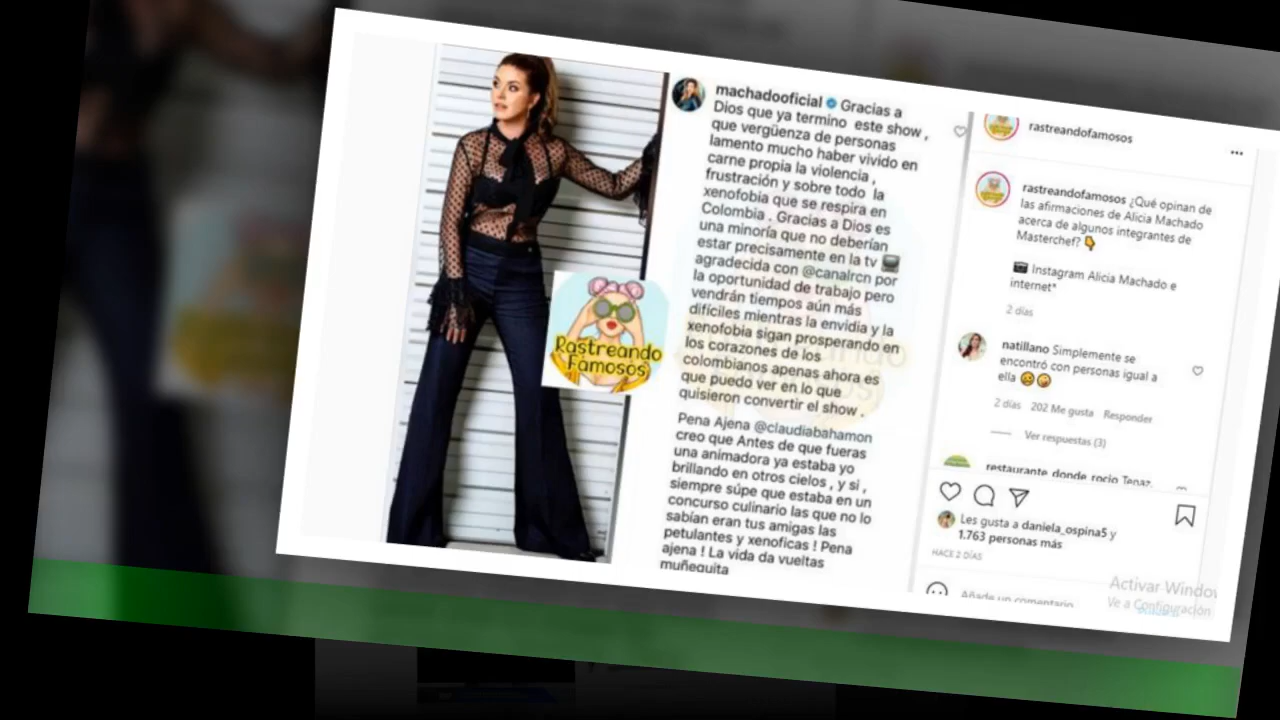 machadooficial Gracias a
Dios que ya termino este show ,
que vergüenza de personas
lamento mucho haber vivido en
carne propia la violencia ,
frustración y sobre todo la
xenofobia que se respira en
Colombia . Gracias a Dios es
una minoría que no deberían
estar precisamente en la tv
agradecida con @canalrcn por
la oportunidad de trabajo pero
vendrán tiempos aún más
difíciles mientras la envidia y la
xenofobia sigan prosperando en
los corazones de los
colombianos apenas ahora es
que puedo ver en lo que
quisieron convertir el show .
Pena Ajena @claudiabahamon
creo que Antes de que fueras
una animadora ya estaba yo
brillando en otros cielos , y si ,
siempre súpe que estaba en un
concurso culinario las que no lo
sabían eran tus amigas las
petulantes y xenoficas ! Pena
ajena ! La vida da vueltas
muñequita
Rastreando
Famosos
rastreandofamosos
rastreandofamosos ¿Qué opinan de
las afirmaciones de Alicia Machado
acerca de algunos integrantes de
Masterchef? 👇
📷 Instagram Alicia Machado e
internet*
2 días
natillano Simplemente se
encontró con personas igual a
ella
2 días 202 Me gusta Responder
Ver respuestas (3)
restaurante_donde_rocio Tenaz.
Les gusta a daniela_ospina5 y
1.763 personas más
HACE 2 DÍAS
Añade un comentario
Activar Window
Ve a Configuración